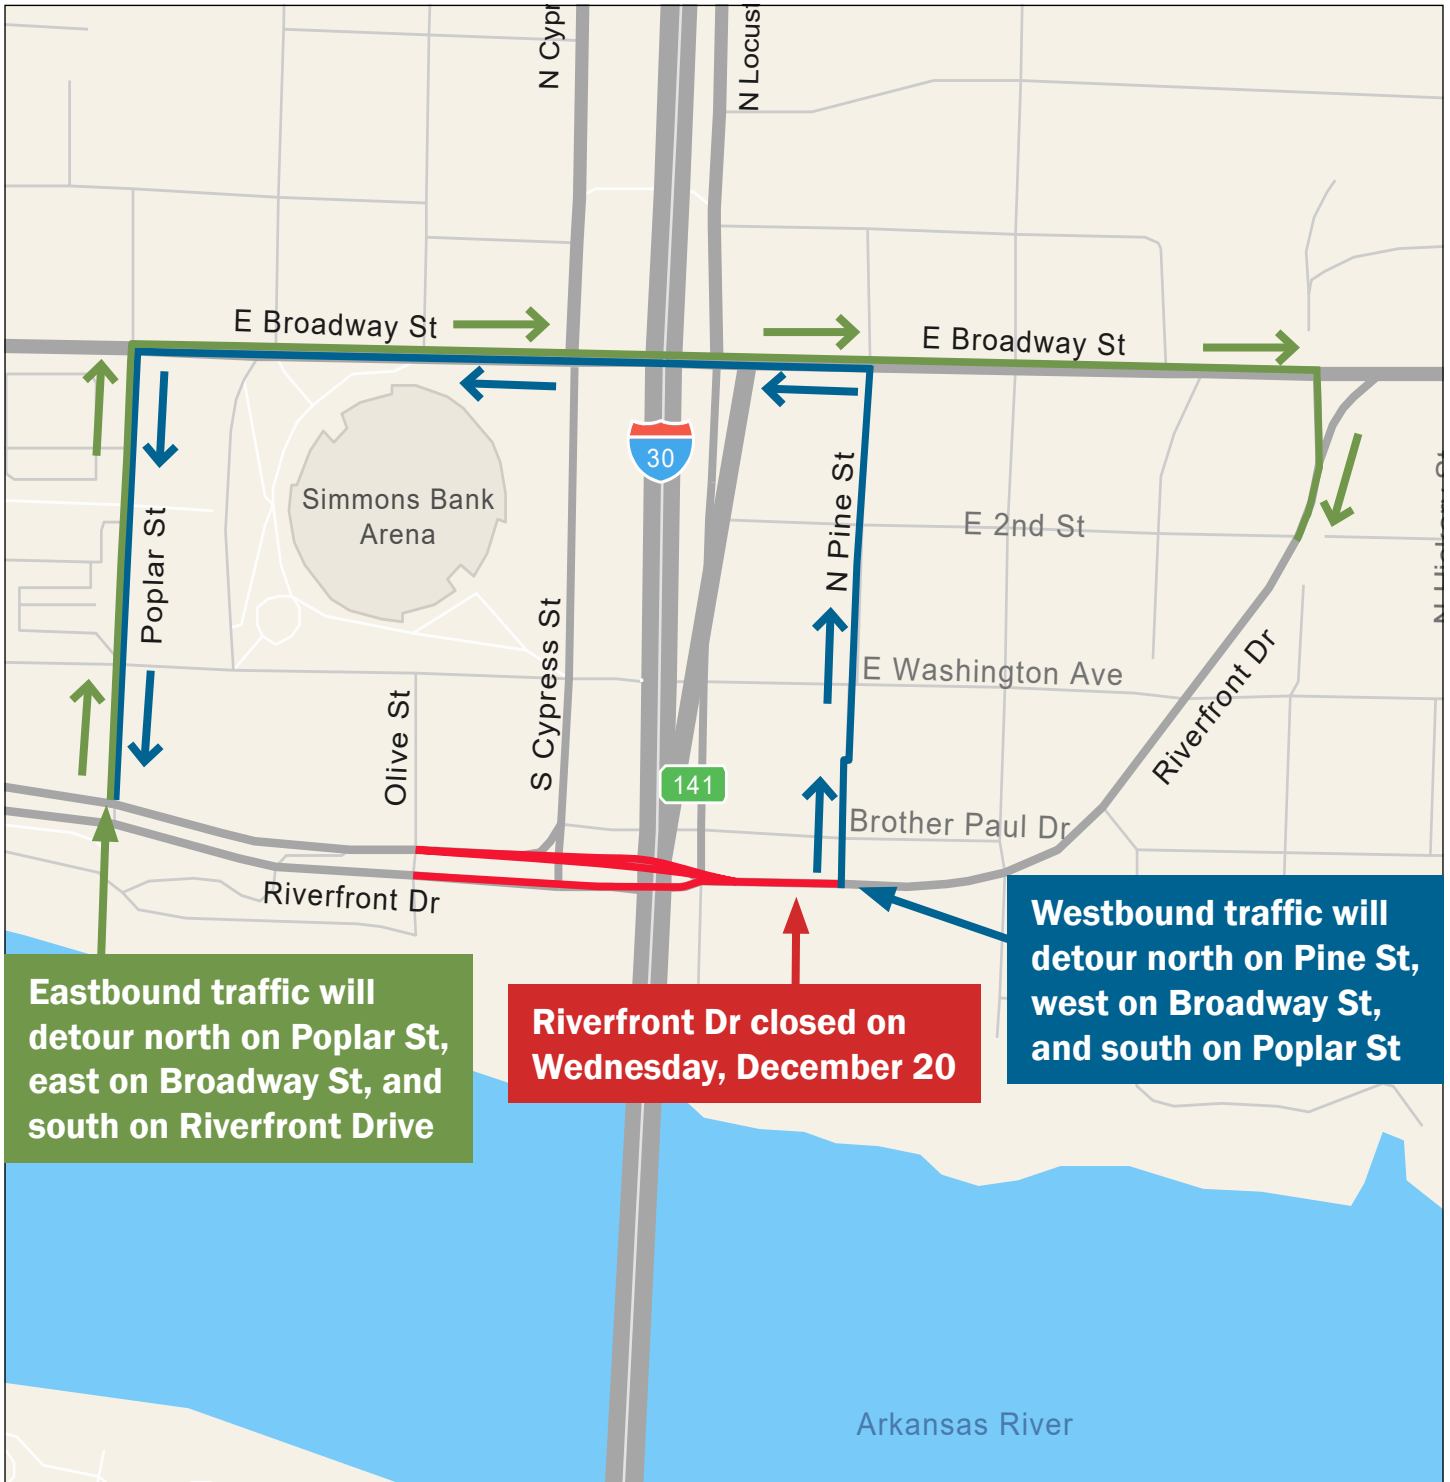 N Cypr
N Locust
E Broadway St
E Broadway St
30
Simmons Bank
Arena
N Pine St
E 2nd St
Poplar St
S Cypress St
E Washington Ave
Riverfront Dr
Olive St
141
Brother Paul Dr
Riverfront Dr
Westbound traffic will
detour north on Pine St,
west on Broadway St,
and south on Poplar St
Eastbound traffic will
detour north on Poplar St,
east on Broadway St, and
south on Riverfront Drive
Riverfront Dr closed on
Wednesday, December 20
Arkansas River